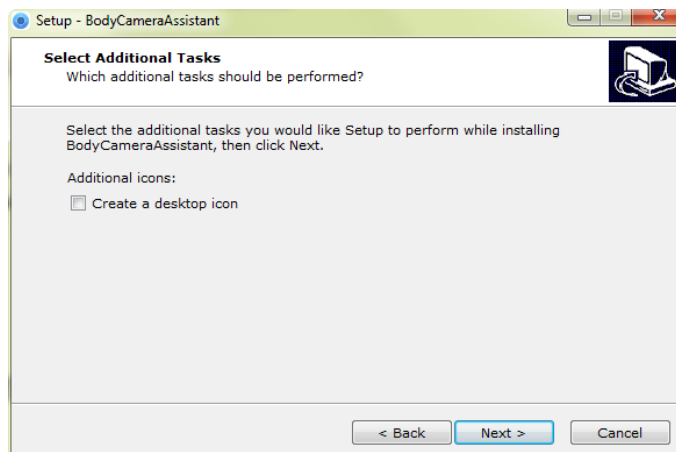 Setup - BodyCameraAssistant
Select Additional Tasks
Which additional tasks should be performed?
Select the additional tasks you would like Setup to perform while installing
BodyCameraAssistant, then click Next.
Additional icons:
Create a desktop icon
< Back Next > Cancel